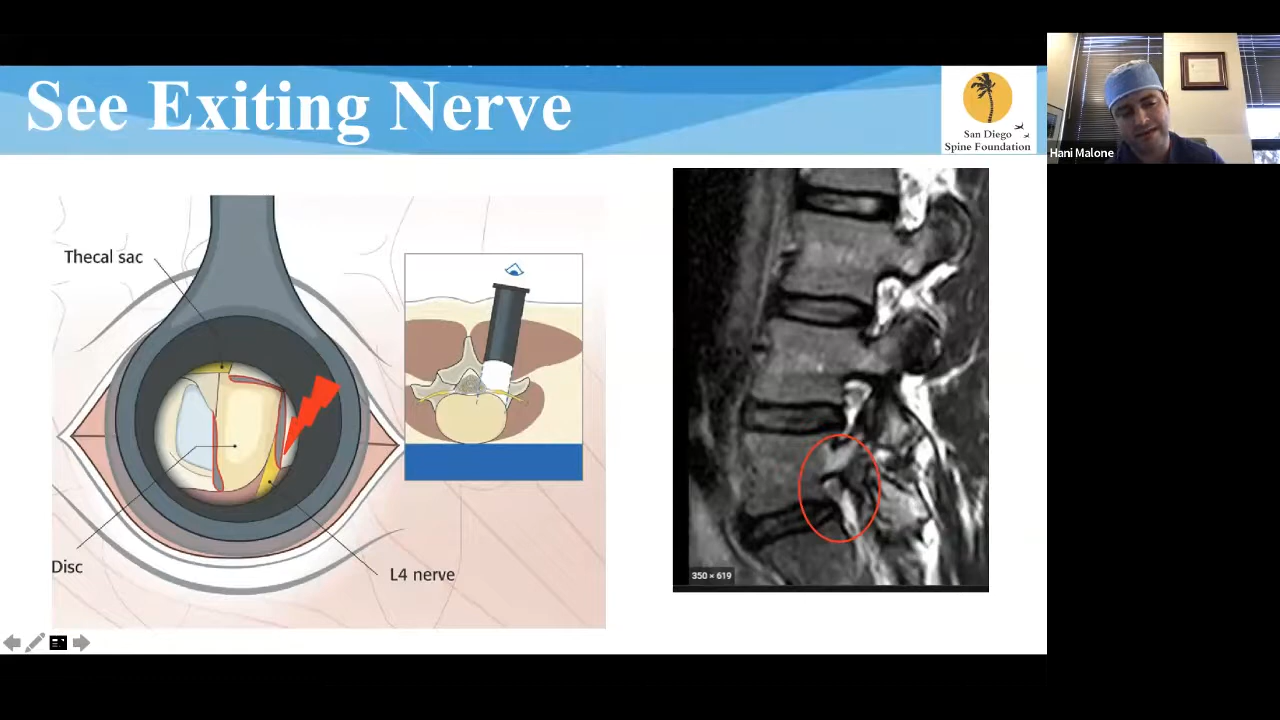 See Exiting Nerve
San Diego
Spine Foundation
Hani Malone
Thecal sac
Disc
L4 nerve
350 × 619